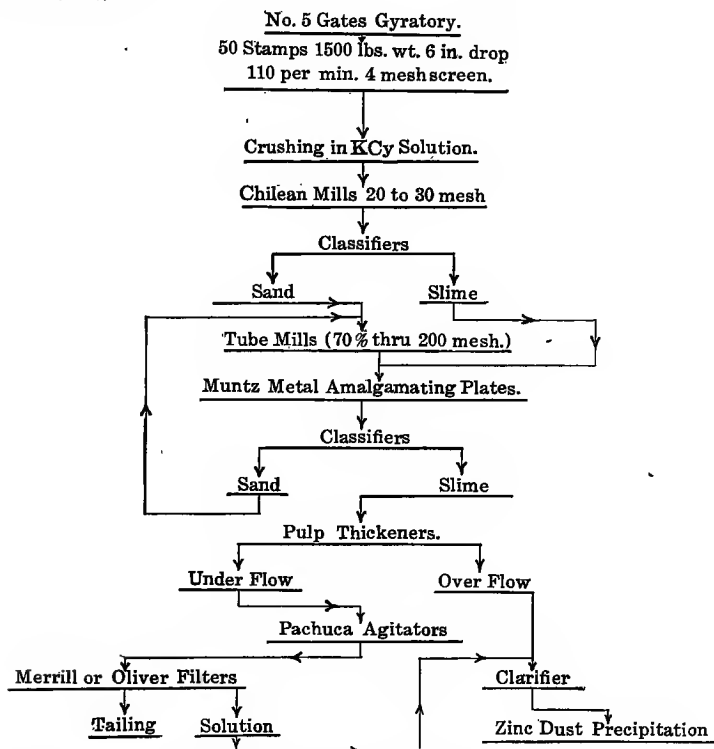 No. 5 Gates Gyratory.
50 Stamps 1500 lbs. wt. 6 in. drop
110 per min. 4 mesh screen.
Crushing in KCy Solution.
Chilean Mills 20 to 30 mesh
Classifiers
Sand
Slime
Tube Mills (70% thru 200 mesh.)
Muntz Metal Amalgamating Plates.
Classifiers
Sand
Slime
Pulp Thickeners.
Under Flow
Over Flow
Pachuca Agitators
Merrill or Oliver Filters
Clarifier
Tailing
Solution
Zinc Dust Precipitation